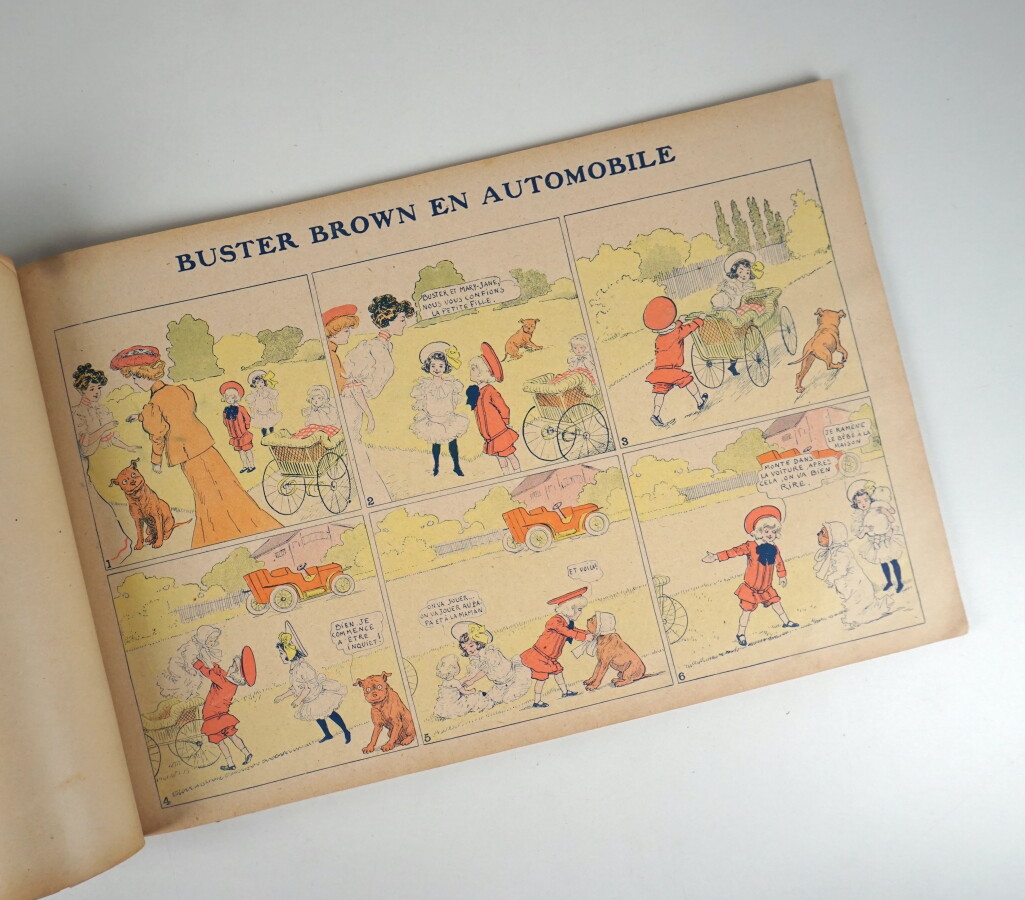 BUSTER BROWN EN AUTOMOBILE
1
BUSTER ET MARY-JANE,
NOUS VOUS CONFIONS
LA PETITE FILLE.
2
3
BIEN JE
COMMENCE
A ÊTRE
INQUIET!
4
ON VA JOUER...
ON VA JOUER AU PA
PA ET A LA MAMAN
ET VOILÀ!
5
MONTE DANS
LA VOITURE APRES
CELA ON VA BIEN
RIRE...
JE RAMENE
LE BÉBÉ A LA
MAISON
6